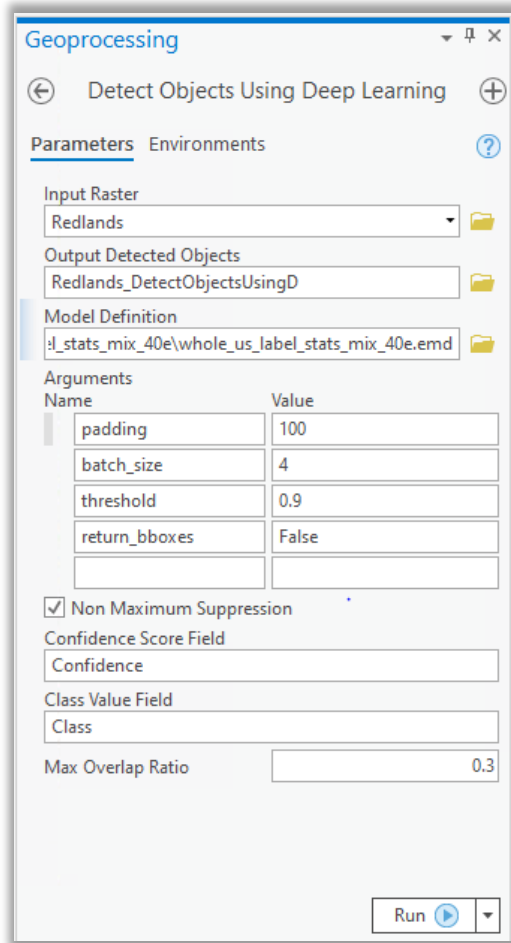 Geoprocessing
Detect Objects Using Deep Learning
Parameters Environments
Input Raster
Redlands
Output Detected Objects
Redlands_DetectObjectsUsingD
Model Definition
el_stats_mix_40e\whole_us_label_stats_mix_40e.emd
Arguments
Name Value
padding 100
batch_size 4
threshold 0.9
return_bboxes False
Non Maximum Suppression
Confidence Score Field
Confidence
Class Value Field
Class
Max Overlap Ratio 0.3
Run